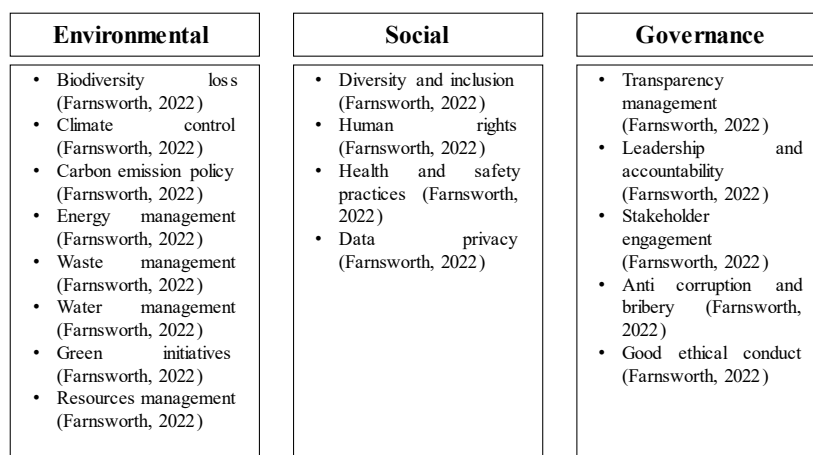 Environmental
• Biodiversity loss
(Farnsworth, 2022)
• Climate control
(Farnsworth, 2022)
• Carbon emission policy
(Farnsworth, 2022)
• Energy management
(Farnsworth, 2022)
• Waste management
(Farnsworth, 2022)
• Water management
(Farnsworth, 2022)
• Green initiatives
(Farnsworth, 2022)
• Resources management
(Farnsworth, 2022)
Social
• Diversity and inclusion
(Farnsworth, 2022)
• Human rights
(Farnsworth, 2022)
• Health and safety
practices (Farnsworth,
2022)
• Data privacy
(Farnsworth, 2022)
Governance
• Transparency
management
(Farnsworth, 2022)
• Leadership and
accountability
(Farnsworth, 2022)
• Stakeholder
engagement
(Farnsworth, 2022)
• Anti corruption and
bribery (Farnsworth,
2022)
• Good ethical conduct
(Farnsworth, 2022)